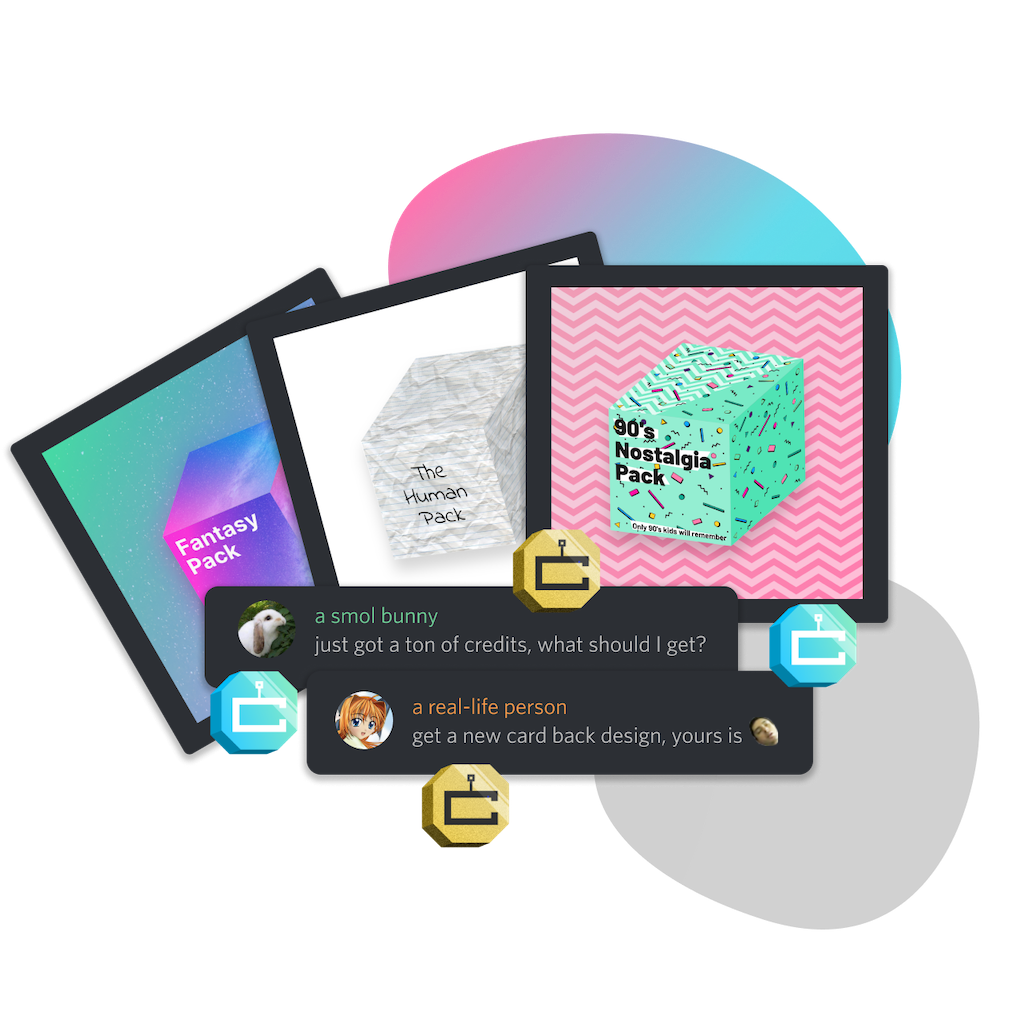 Fantasy
Pack
The
Human
Pack
90's
Nostalgia
Pack
Only 90's kids will remember
a smol bunny
just got a ton of credits, what should I get?
a real-life person
get a new card back design, yours is